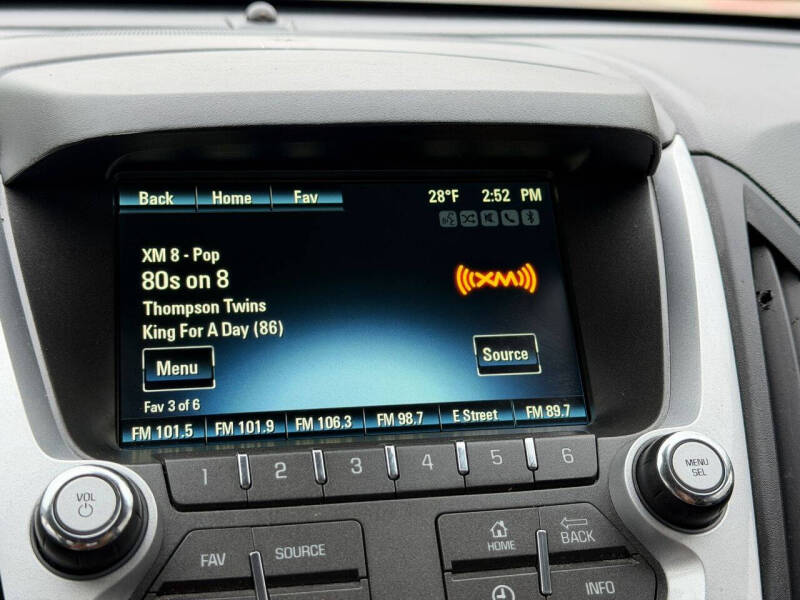 Back Home Fav 28°F 2:52 PM
XM 8 - Pop
80s on 8
((XM))
Thompson Twins
King For A Day (86)
Menu Source
Fav 3 of 6
FM 101.5 FM 101.9 FM 106.3 FM 98.7 E Street FM 89.7
1 2 3 4 5 6
VOL
MENU
SEL
FAV SOURCE HOME BACK
INFO